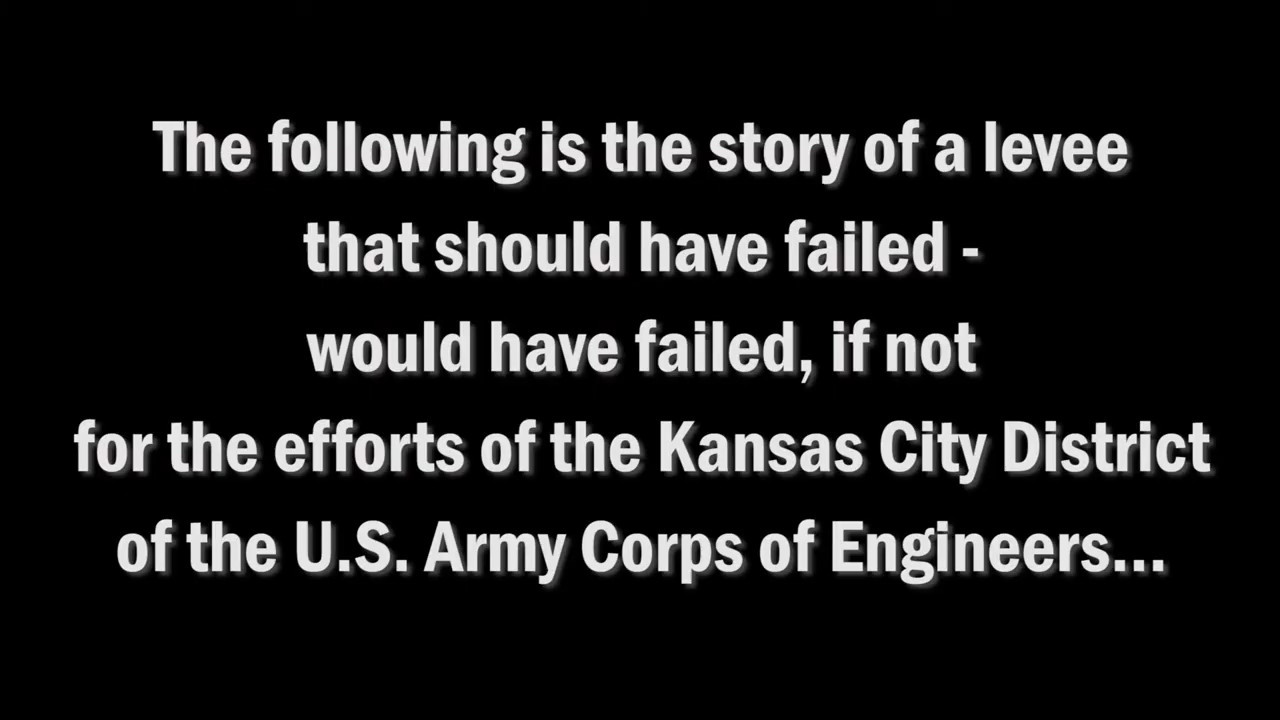 The following is the story of a levee
that should have failed -
would have failed, if not
for the efforts of the Kansas City District
of the U.S. Army Corps of Engineers...